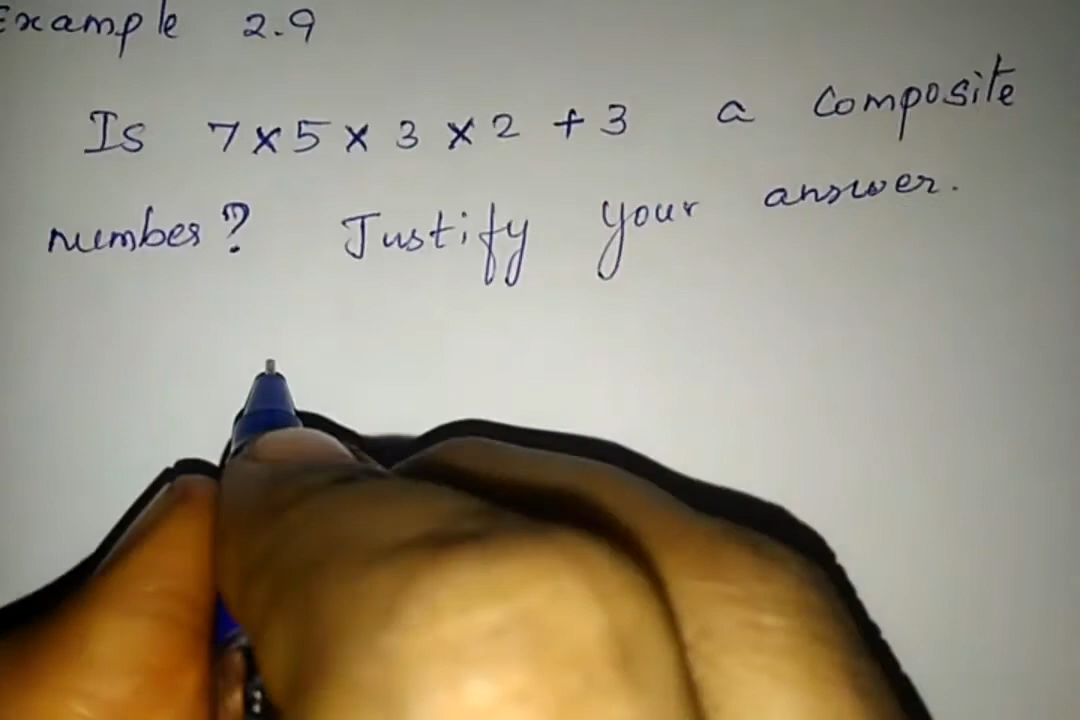 Example 2.9
Is 7 × 5 × 3 × 2 + 3 a composite
number? Justify your answer.